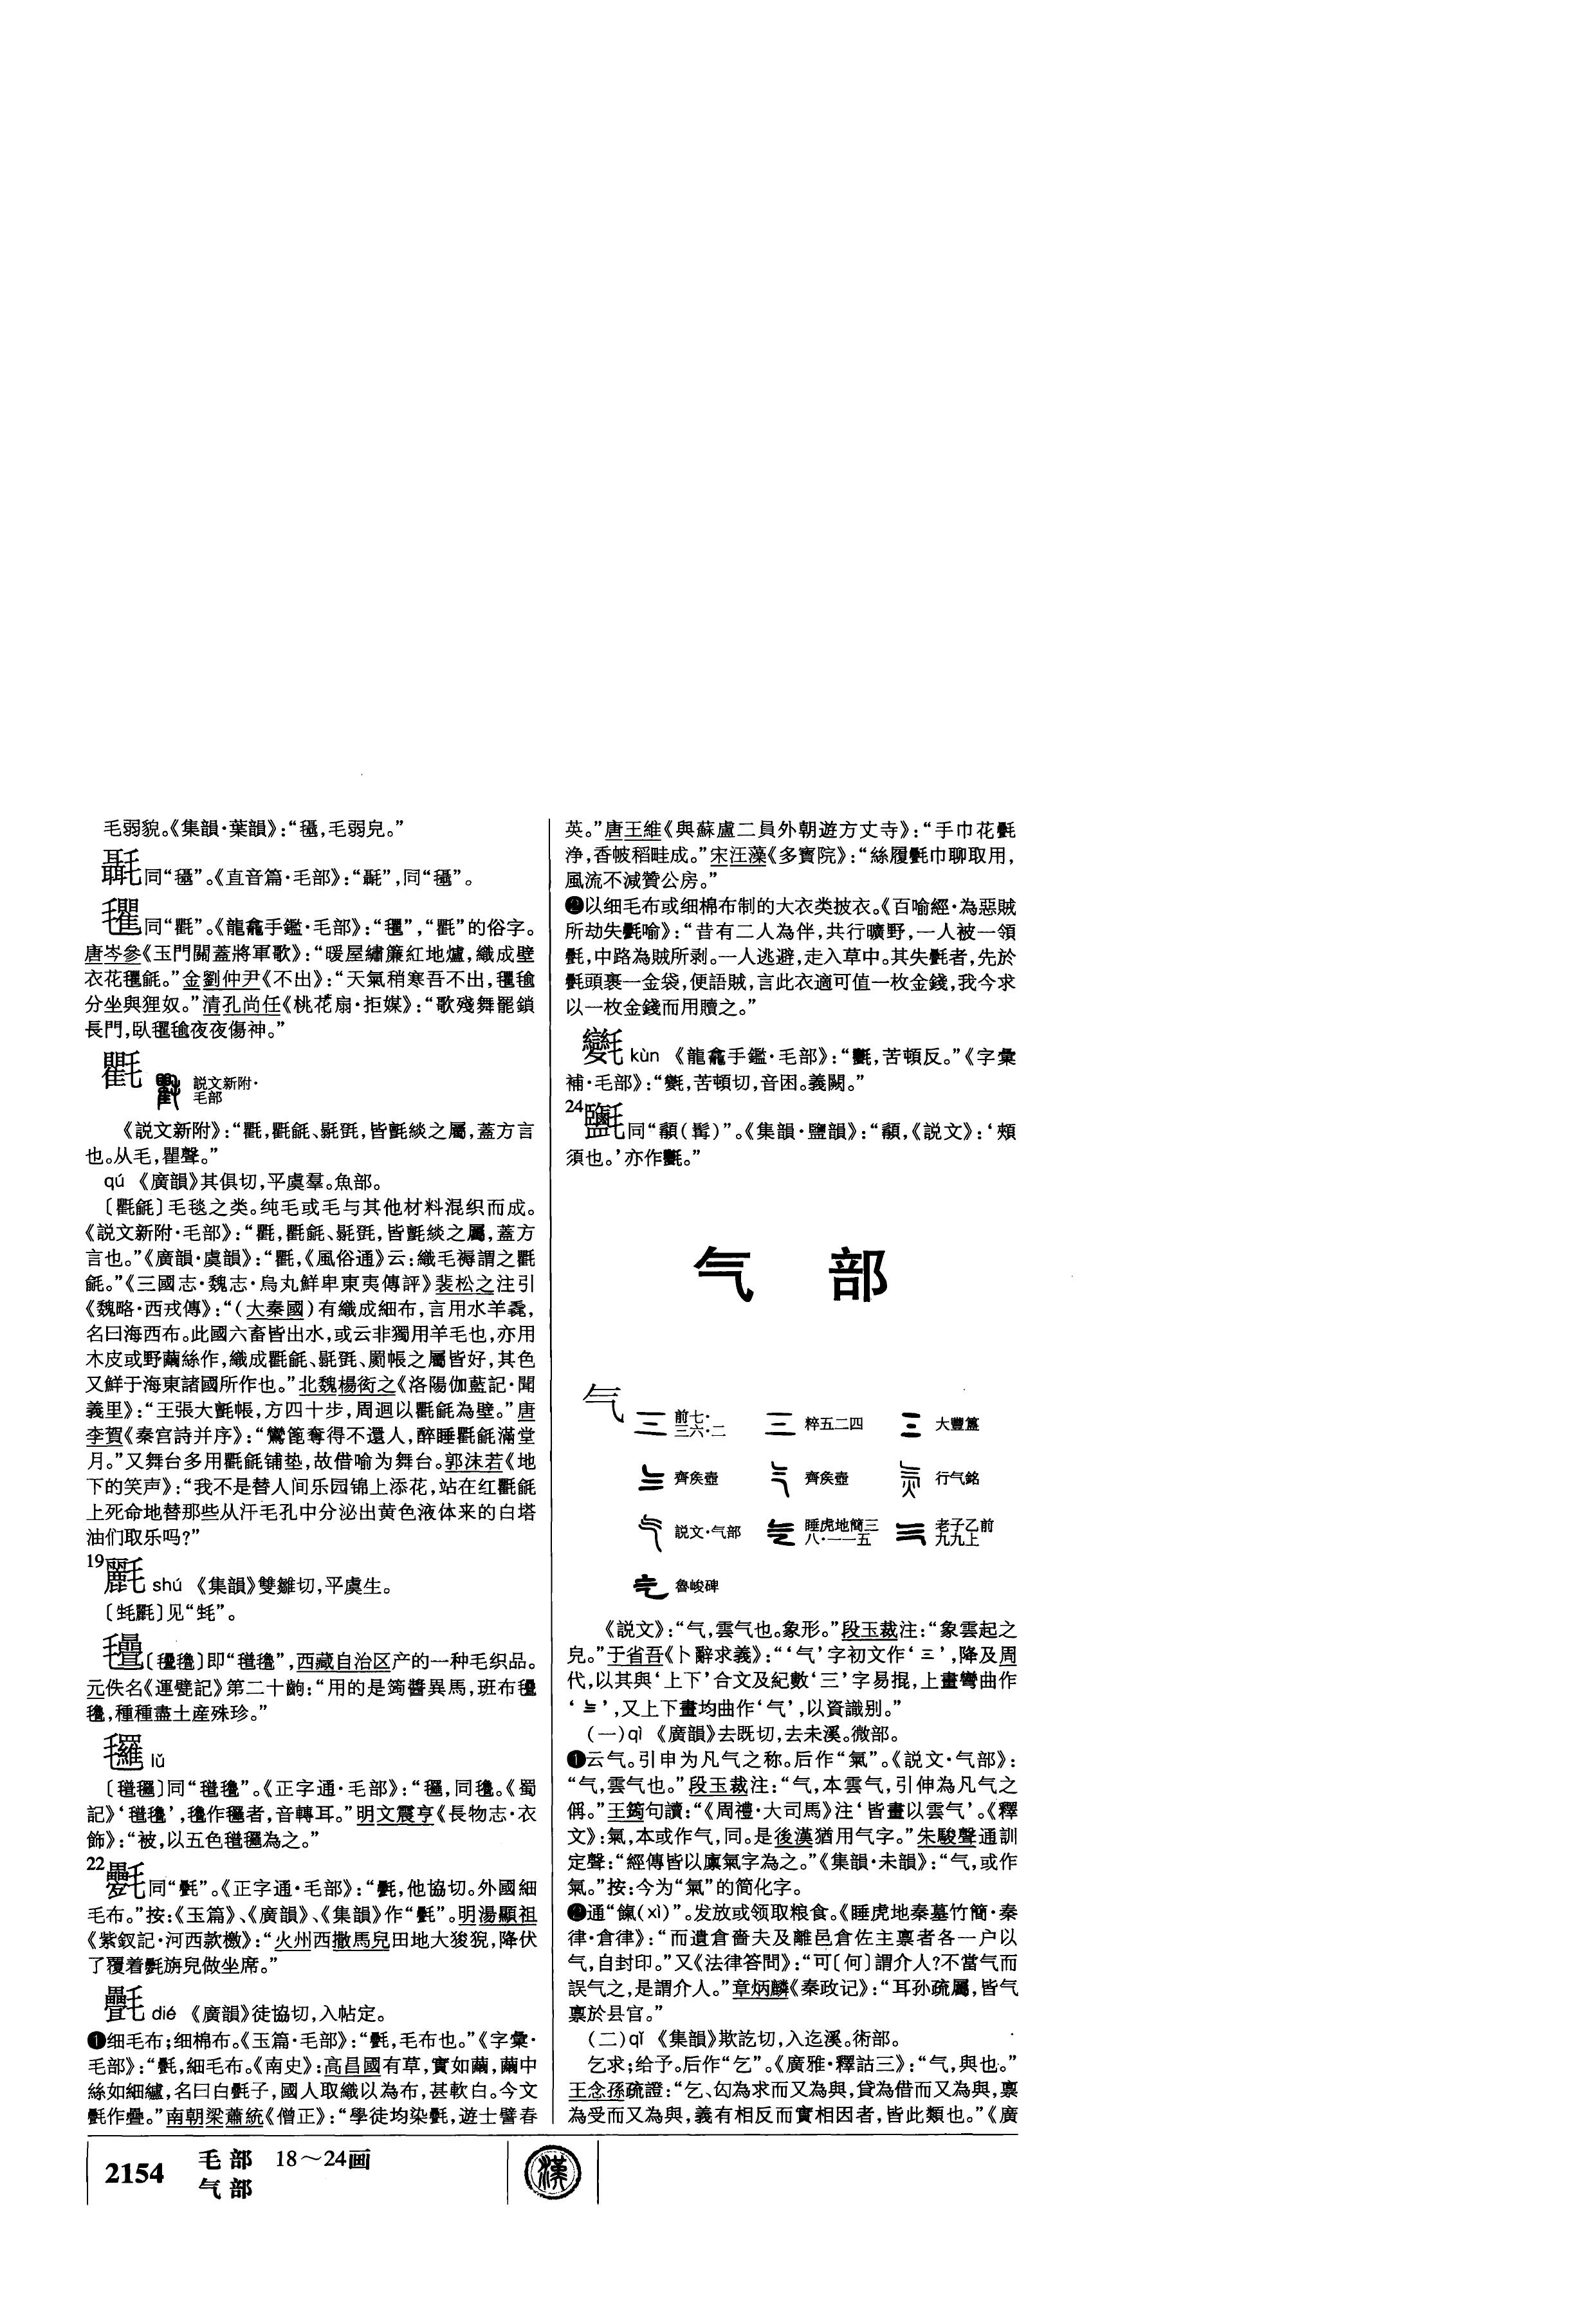 毛弱貌。《集韻·葉韻》:“毾,毛弱皃。”
同“”。《直音篇·毛部》:“”,同“”。
同“氍”。《龍龕手鑑·毛部》:“”,“氍”的俗字。
唐岑參《玉門關蓋將軍歌》:“暖屋繡簾紅地爐,織成壁
衣花氍毹。”金劉仲尹《不出》:“天氣稍寒吾不出,氍毹
分坐與狸奴。”清孔尚任《桃花扇·拒媒》:“歌殘舞罷鎖
長門,臥氍毹夜夜傷神。”
氍 説文新附·
毛部
《説文新附》:“氍,氍毹、毾㲪,皆氈緂之屬,蓋方言
也。从毛,瞿聲。”
qú 《廣韻》其俱切,平虞羣。魚部。
〔氍毹〕毛毯之类。纯毛或毛与其他材料混织而成。
《説文新附·毛部》:“氍,氍毹、毾㲪,皆氈緂之屬,蓋方
言也。”《廣韻·虞韻》:“氍,《風俗通》云:織毛褥謂之氍
毹。”《三國志·魏志·烏丸鮮卑東夷傳評》裴松之注引
《魏略·西戎傳》:“(大秦國)有織成細布,言用水羊毳,
名曰海西布。此國六畜皆出水,或云非獨用羊毛也,亦用
木皮或野繭絲作,織成氍毹、毾㲪、罽帳之屬皆好,其色
又鮮于海東諸國所作也。”北魏楊衒之《洛陽伽藍記·聞
義里》:“王張大氈帳,方四十步,周迴以氍毹為壁。”唐
李賀《秦宫詩并序》:“鸞篦奪得不還人,醉睡氍毹滿堂
月。”又舞台多用氍毹铺垫,故借喻为舞台。郭沫若《地
下的笑声》:“我不是替人间乐园锦上添花,站在红氍毹
上死命地替那些从汗毛孔中分泌出黄色液体来的白塔
油们取乐吗?”
19 shú 《集韻》雙雛切,平虞生。
〔〕见“”。
〔氆氇〕即“氆氇”,西藏自治区产的一种毛织品。
元佚名《運甓記》第二十齣:“用的是蒟醬異馬,班布
氇,種種盡土産殊珍。”
lǔ
〔氆〕同“氆氇”。《正字通·毛部》:“,同氇。《蜀
記》‘氆氇’,氇作者,音轉耳。”明文震亨《長物志·衣
飾》:“被,以五色氆為之。”
22 同“㲲”。《正字通·毛部》:“,他協切。外國細
毛布。”按:《玉篇》、《廣韻》、《集韻》作“㲲”。明湯顯祖
《紫釵記·河西款檄》:“火州西撒馬兒田地大狻猊,降伏
了覆着㲲旃兒做坐席。”
㲲 dié 《廣韻》徒協切,入帖定。
❶细毛布;细棉布。《玉篇·毛部》:“㲲,毛布也。”《字彙·
毛部》:“㲲,細毛布。《南史》:高昌國有草,實如繭,繭中
絲如細纑,名曰白㲲子,國人取織以為布,甚軟白。今文
㲲作疊。”南朝梁蕭統《僧正》:“學徒均染㲲,遊士譬春
英。”唐王維《與蘇盧二員外朝遊方丈寺》:“手巾花㲲
净,香帔稻畦成。”宋汪藻《多寳院》:“絲履㲲巾聊取用,
風流不減贊公房。”
❷以细毛布或细棉布制的大衣类披衣。《百喻經·為惡賊
所劫失㲲喻》:“昔有二人為伴,共行曠野,一人被一領
㲲,中路為賊所剥。一人逃避,走入草中。其失㲲者,先於
㲲頭裹一金袋,便語賊,言此衣適可值一枚金錢,我今求
以一枚金錢而用贖之。”
kùn 《龍龕手鑑·毛部》:“,苦頓反。”《字彙
補·毛部》:“,苦頓切,音困。義闕。”
24 同“(髯)”。《集韻·鹽韻》:“,《説文》:‘頰
須也。’亦作。”
气 部
气 前七·三六·二 粹五二四 大豐簋
齊矦壺 齊矦壺 行气銘
説文·气部 睡虎地簡三八·一一五 老子乙前九九上
魯峻碑
《説文》:“气,雲气也。象形。”段玉裁注:“象雲起之
皃。”于省吾《卜辭求義》:“‘气’字初文作‘三’,降及周
代,以其與‘上下’合文及紀數‘三’字易掍,上畫彎曲作
‘’,又上下畫均曲作‘气’,以資識别。”
(一)qì 《廣韻》去既切,去未溪。微部。
❶云气。引申为凡气之称。后作“氣”。《説文·气部》:
“气,雲气也。”段玉裁注:“气,本雲气,引伸為凡气之
偁。”王筠句讀:“《周禮·大司馬》注‘皆畫以雲气’。《釋
文》:氣,本或作气,同。是後漢猶用气字。”朱駿聲通訓
定聲:“經傳皆以廪氣字為之。”《集韻·未韻》:“气,或作
氣。”按:今为“氣”的简化字。
❷通“餼(xì)”。发放或领取粮食。《睡虎地秦墓竹簡·秦
律·倉律》:“而遺倉嗇夫及離邑倉佐主稟者各一户以
气,自封印。”又《法律答問》:“可〔何〕謂介人?不當气而
誤气之,是謂介人。”章炳麟《秦政记》:“耳孙疏屬,皆气
禀於县官。”
(二)qǐ 《集韻》欺訖切,入迄溪。術部。
乞求;给予。后作“乞”。《廣雅·釋詁三》:“气,與也。”
王念孫疏證:“乞、匃為求而又為與,貸為借而又為與,稟
為受而又為與,義有相反而實相因者,皆此類也。”《廣
2154 毛部 18～24画
气部
漢